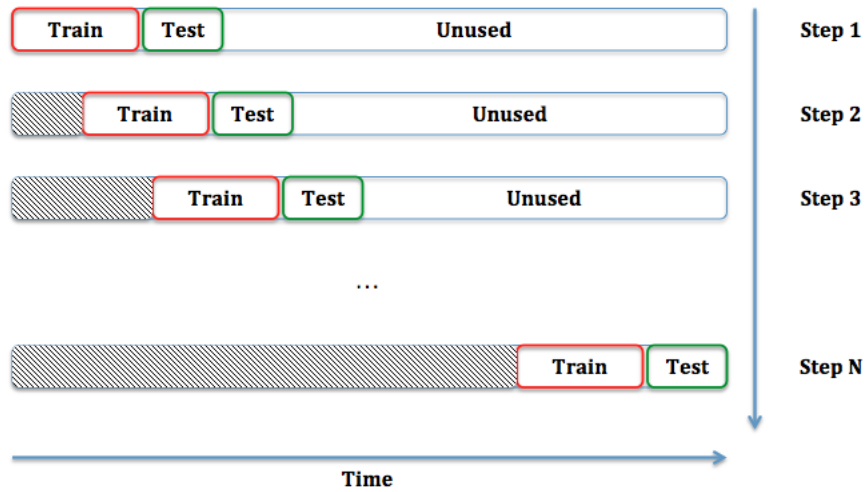 Train Test Unused Step 1
Train Test Unused Step 2
Train Test Unused Step 3
...
Train Test Step N
Time